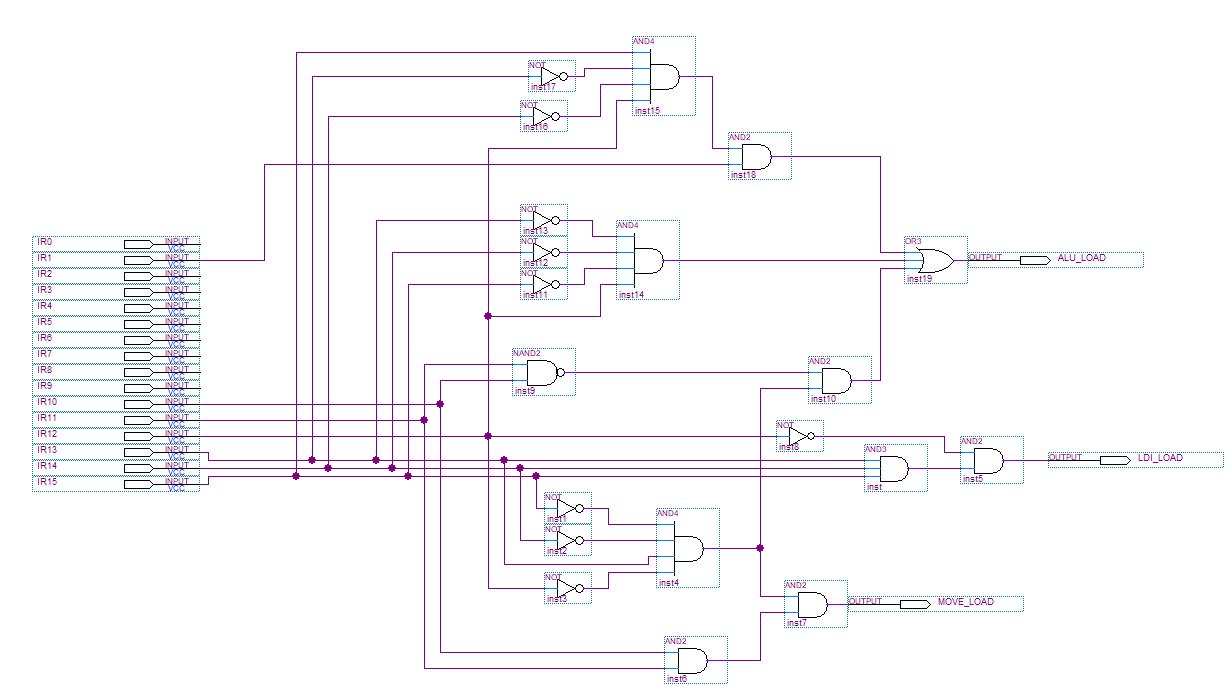 AND4
NOT
inst17
inst15
NOT
inst16
AND2
inst18
NOT
inst13
AND4
NOT
inst12
NOT
inst11
inst14
IR0 INPUT VCC
IR1 INPUT VCC
IR2 INPUT VCC
IR3 INPUT VCC
IR4 INPUT VCC
IR5 INPUT VCC
IR6 INPUT VCC
IR7 INPUT VCC
IR8 INPUT VCC
IR9 INPUT VCC
IR10 INPUT VCC
IR11 INPUT VCC
IR12 INPUT VCC
IR13 INPUT VCC
IR14 INPUT VCC
IR15 INPUT VCC
OR3
OUTPUT ALU_LOAD
inst19
NAND2
inst9
AND2
inst10
NOT
inst8
AND3
inst
AND2
OUTPUT LDI_LOAD
inst5
NOT
inst1
NOT
inst2
AND4
inst4
NOT
inst3
AND2
OUTPUT MOVE_LOAD
inst7
AND2
inst6